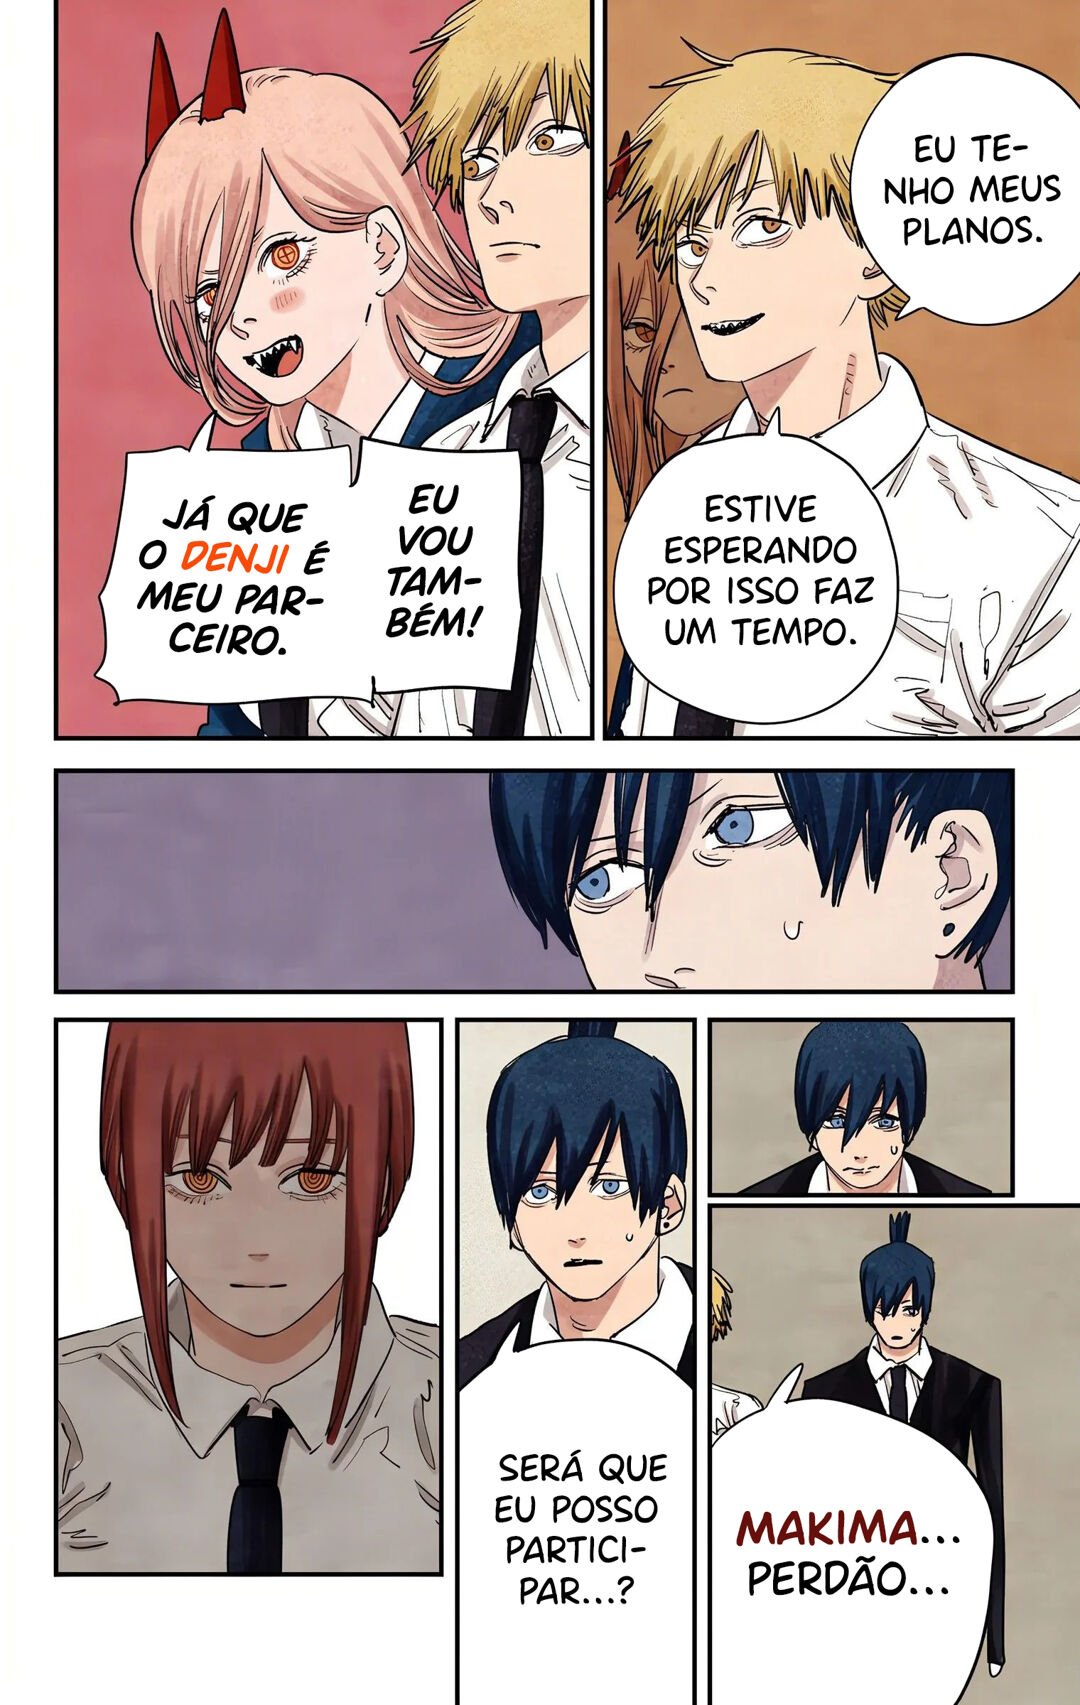 EU TE-
NHO MEUS
PLANOS.
ESTIVE
ESPERANDO
POR ISSO FAZ
UM TEMPO.
EU
VOU
TAM-
BÉM!
JÁ QUE
O DENJI É
MEU PAR-
CEIRO.
MAKIMA...
PERDÃO...
SERÁ QUE
EU POSSO
PARTICI-
PAR...?